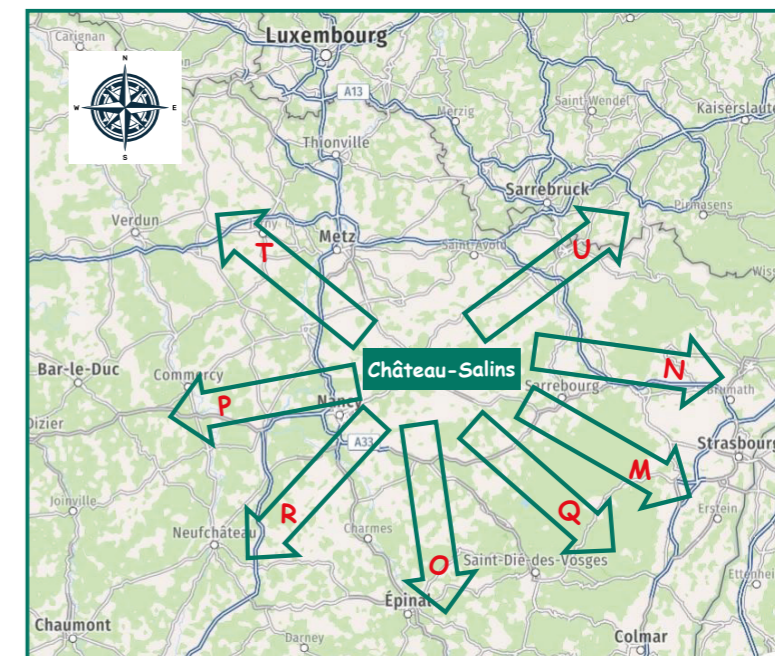 Carignan
Luxembourg
N
W
E
S
A13
Saint-Wendel
Kaiserslaute
Merzig
Thionville
Sarrebruck
Pirmasens
Verdun
Metz
Saint-Avold
T
U
Wiss
Château-Salins
Bar-le-Duc
Commercy
N
Sarrebourg
Brumath
P
Nancy
Dizier
A33
Strasbourg
M
Joinville
R
Q
Erstein
Neufchâteau
Charmes
O
Saint-Dié-des-Vosges
Ettenhei
Épinal
Chaumont
Darney
Colmar